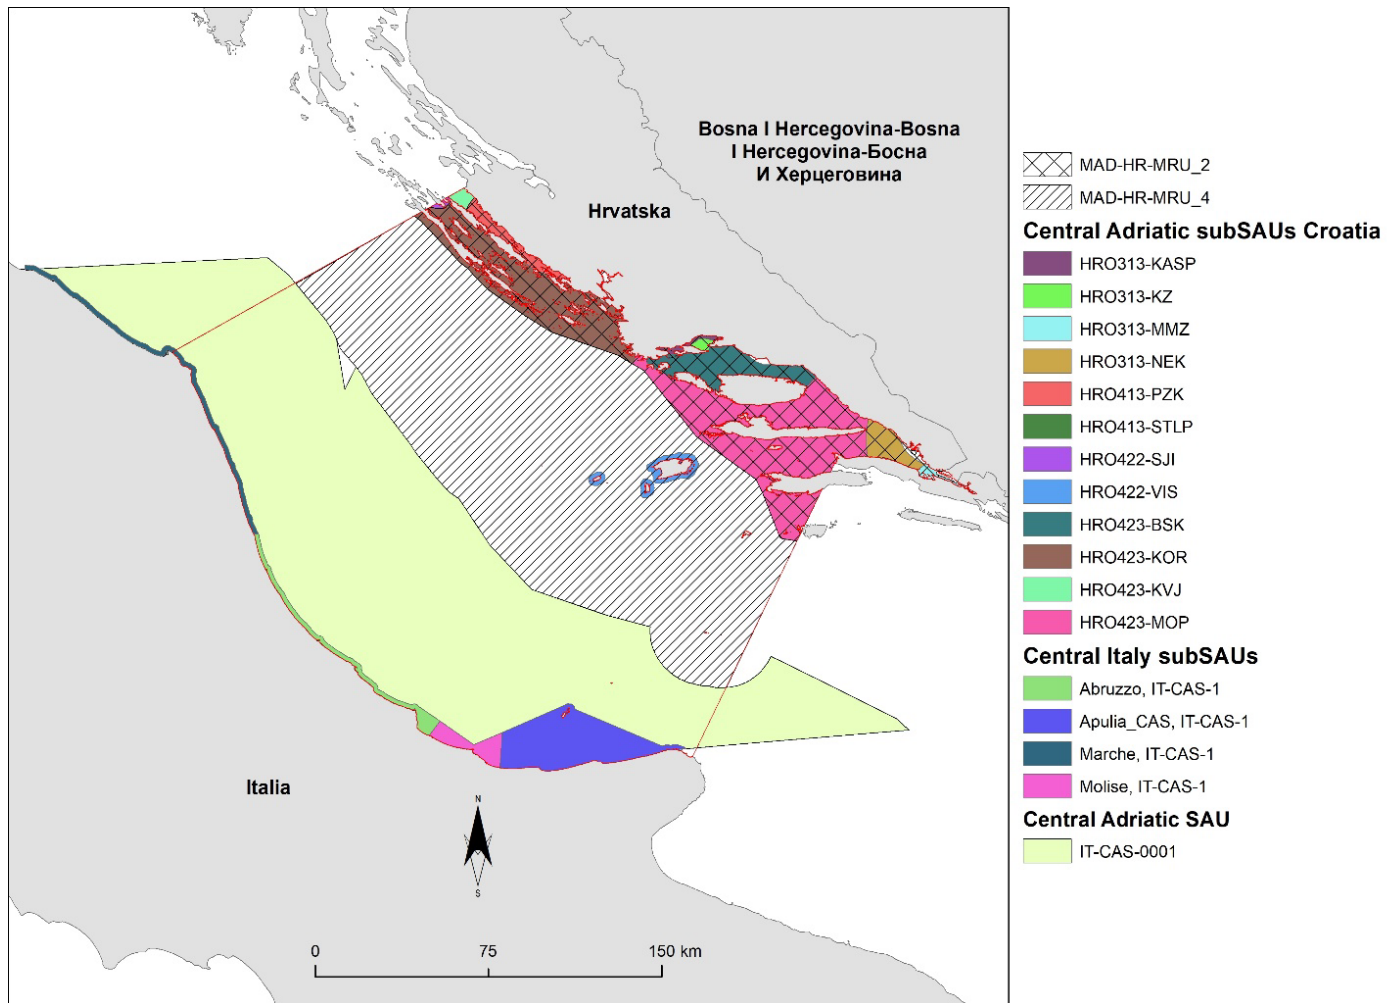 Bosna I Hercegovina-Bosna
I Hercegovina-Босна
И Херцеговина
Hrvatska
Italia
N
S
0 75 150 km
MAD-HR-MRU_2
MAD-HR-MRU_4
Central Adriatic subSAUs Croatia
HRO313-KASP
HRO313-KZ
HRO313-MMZ
HRO313-NEK
HRO413-PZK
HRO413-STLP
HRO422-SJI
HRO422-VIS
HRO423-BSK
HRO423-KOR
HRO423-KVJ
HRO423-MOP
Central Italy subSAUs
Abruzzo, IT-CAS-1
Apulia_CAS, IT-CAS-1
Marche, IT-CAS-1
Molise, IT-CAS-1
Central Adriatic SAU
IT-CAS-0001